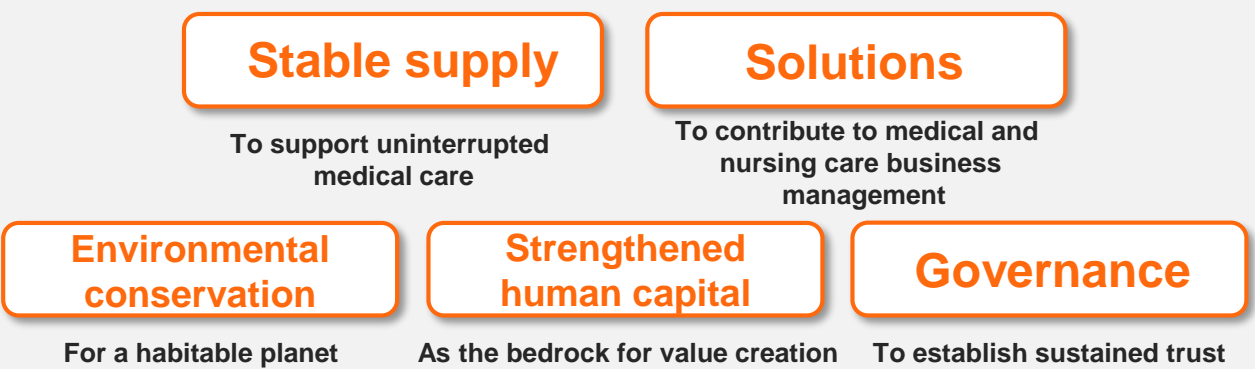 Stable supply
Solutions
To support uninterrupted
medical care
To contribute to medical and
nursing care business
management
Environmental
conservation
Strengthened
human capital
Governance
For a habitable planet
As the bedrock for value creation
To establish sustained trust